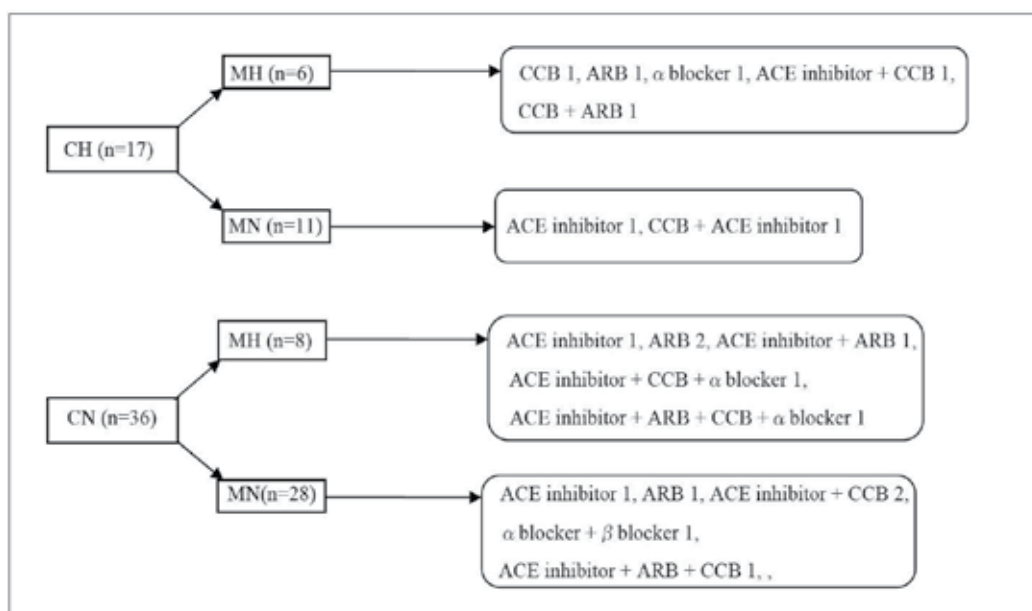 MH (n=6)
CCB 1, ARB 1, α blocker 1, ACE inhibitor + CCB 1,
CCB + ARB 1
CH (n=17)
MN (n=11)
ACE inhibitor 1, CCB + ACE inhibitor 1
MH (n=8)
ACE inhibitor 1, ARB 2, ACE inhibitor + ARB 1,
ACE inhibitor + CCB + α blocker 1,
ACE inhibitor + ARB + CCB + α blocker 1
CN (n=36)
MN(n=28)
ACE inhibitor 1, ARB 1, ACE inhibitor + CCB 2,
α blocker + β blocker 1,
ACE inhibitor + ARB + CCB 1, ,